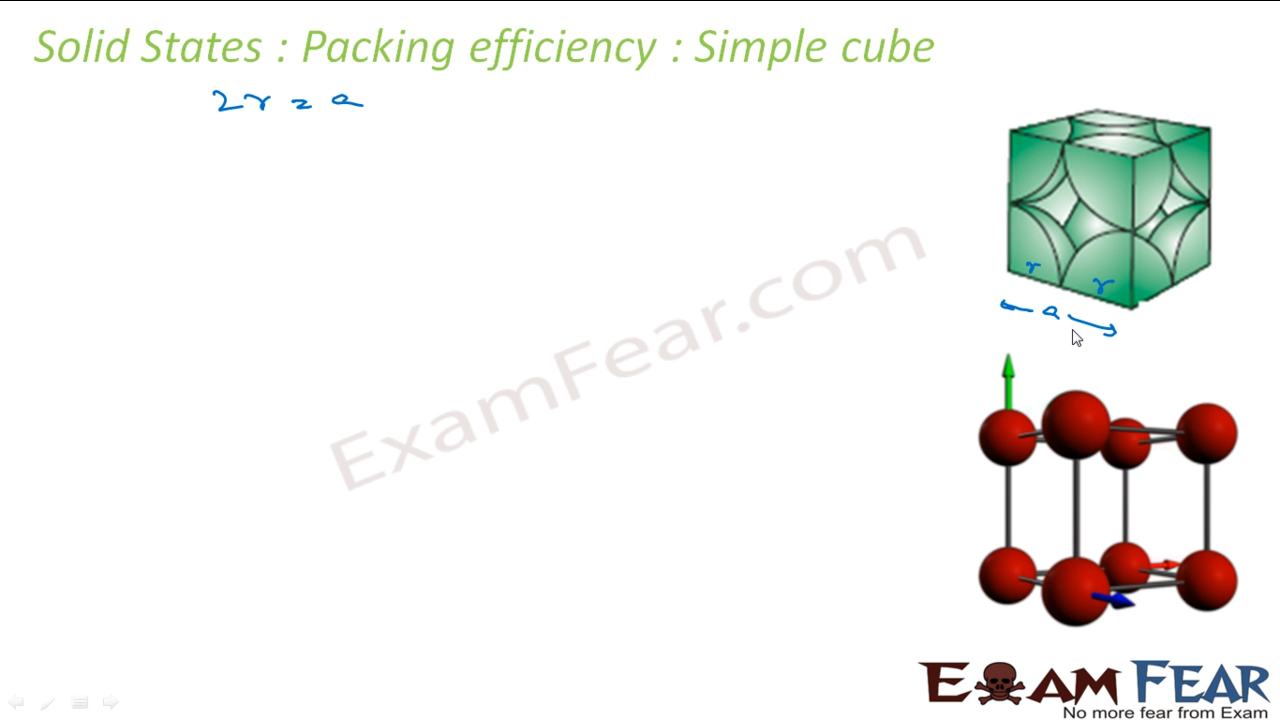 Solid States : Packing efficiency : Simple cube
2r = a
r
r
a
ExamFear.com
EXAM FEAR
No more fear from Exam